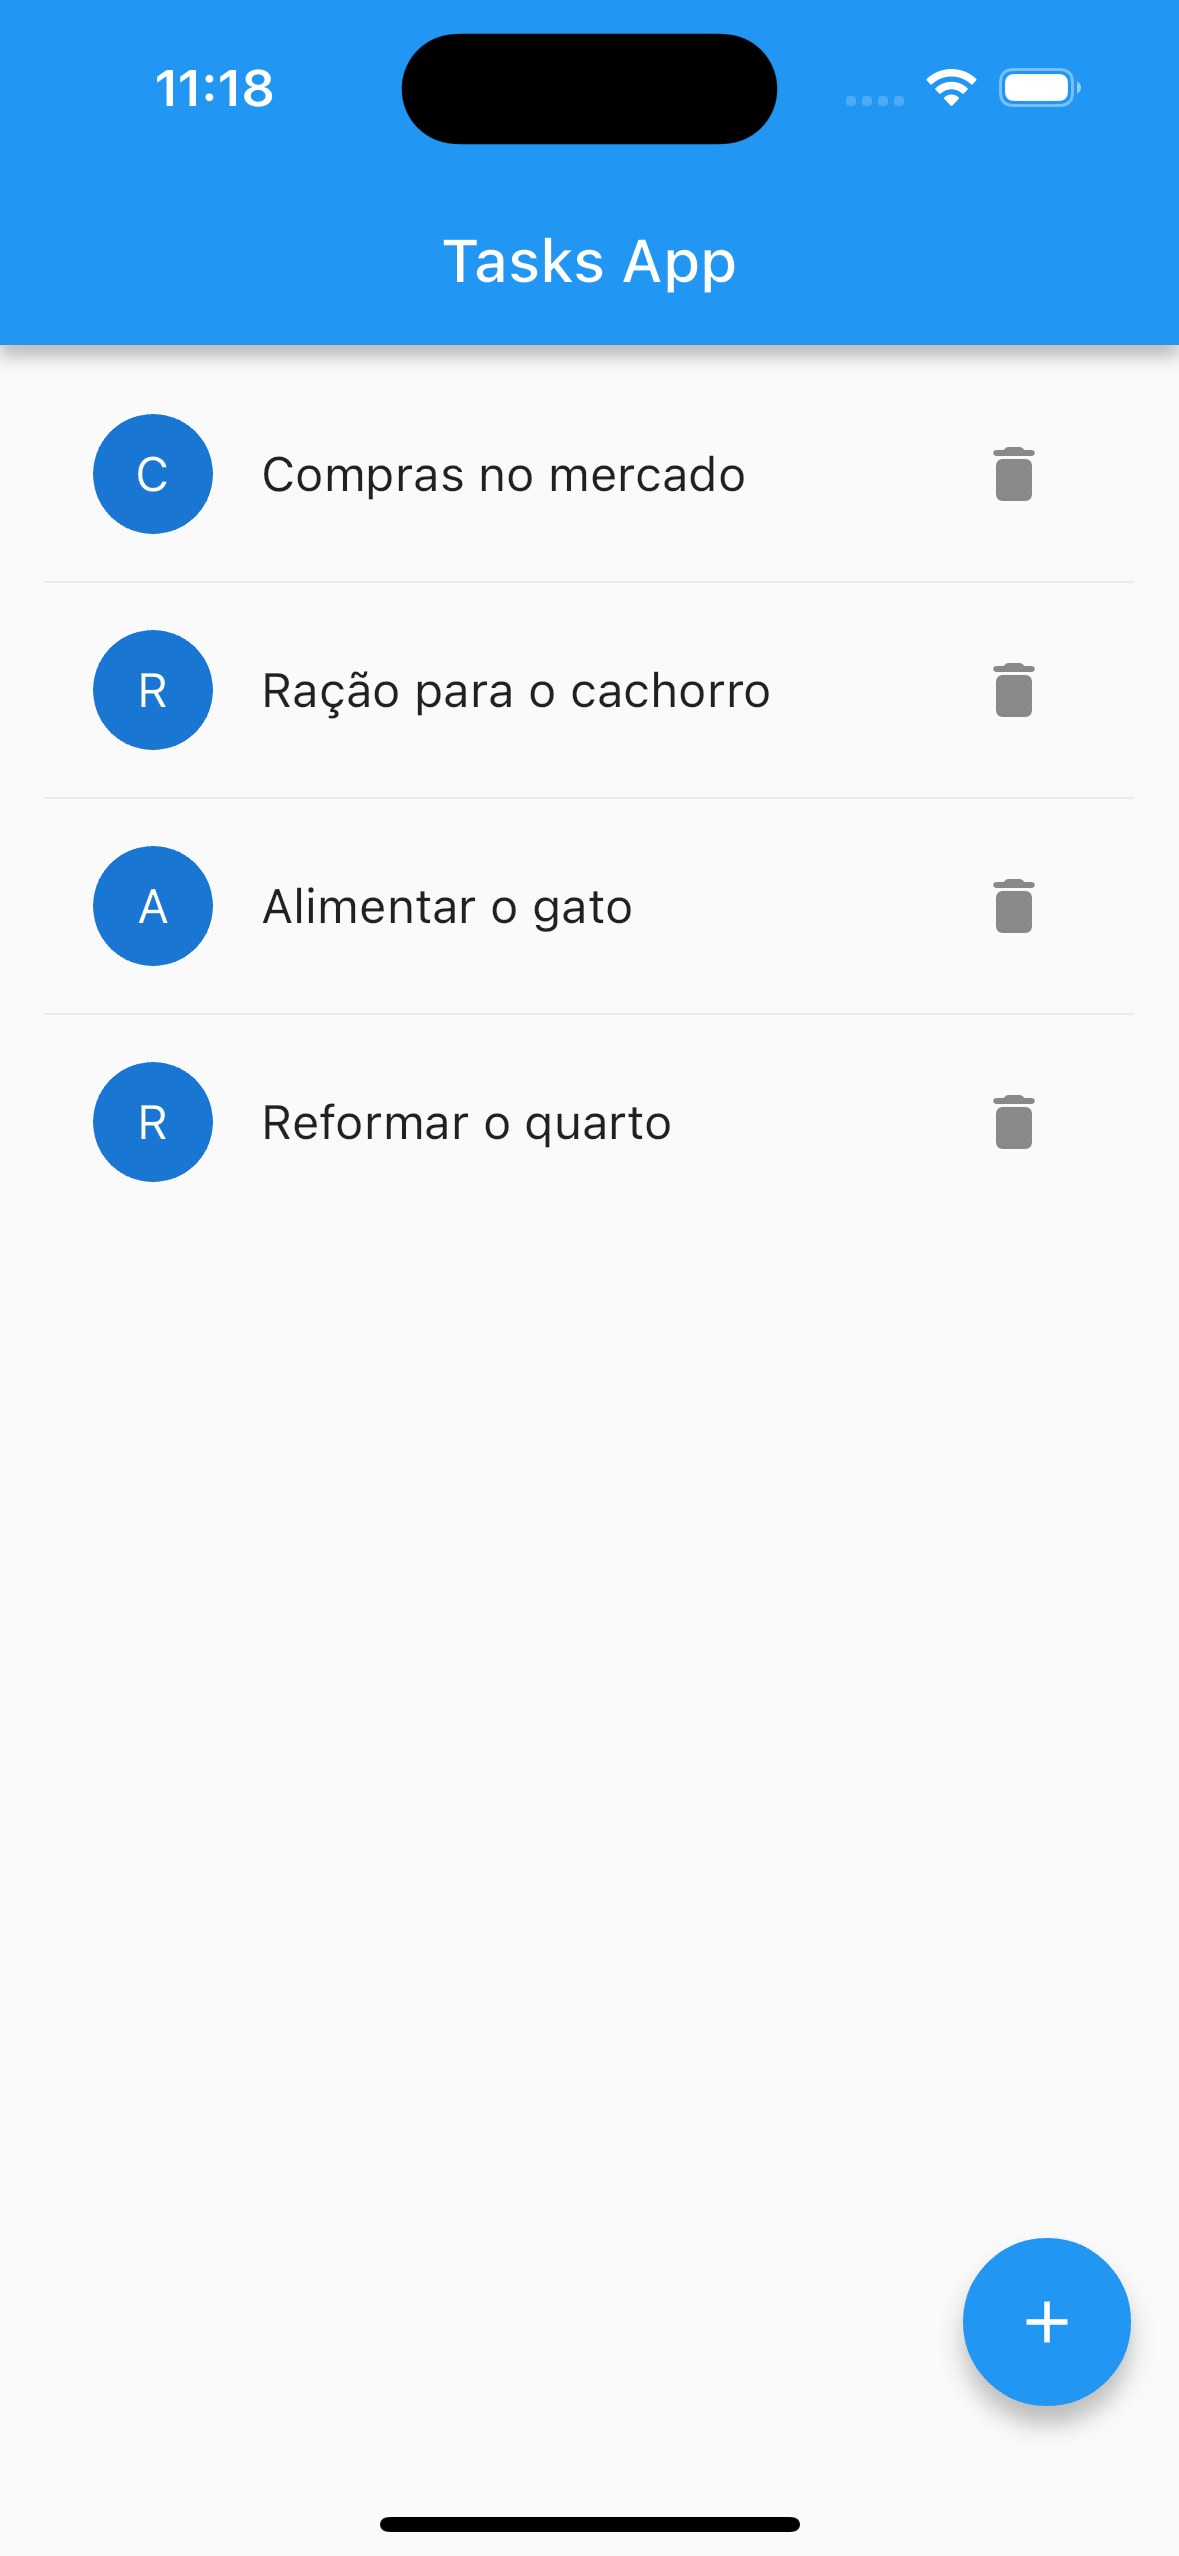 11:18
Tasks App
C Compras no mercado
R Ração para o cachorro
A Alimentar o gato
R Reformar o quarto
+